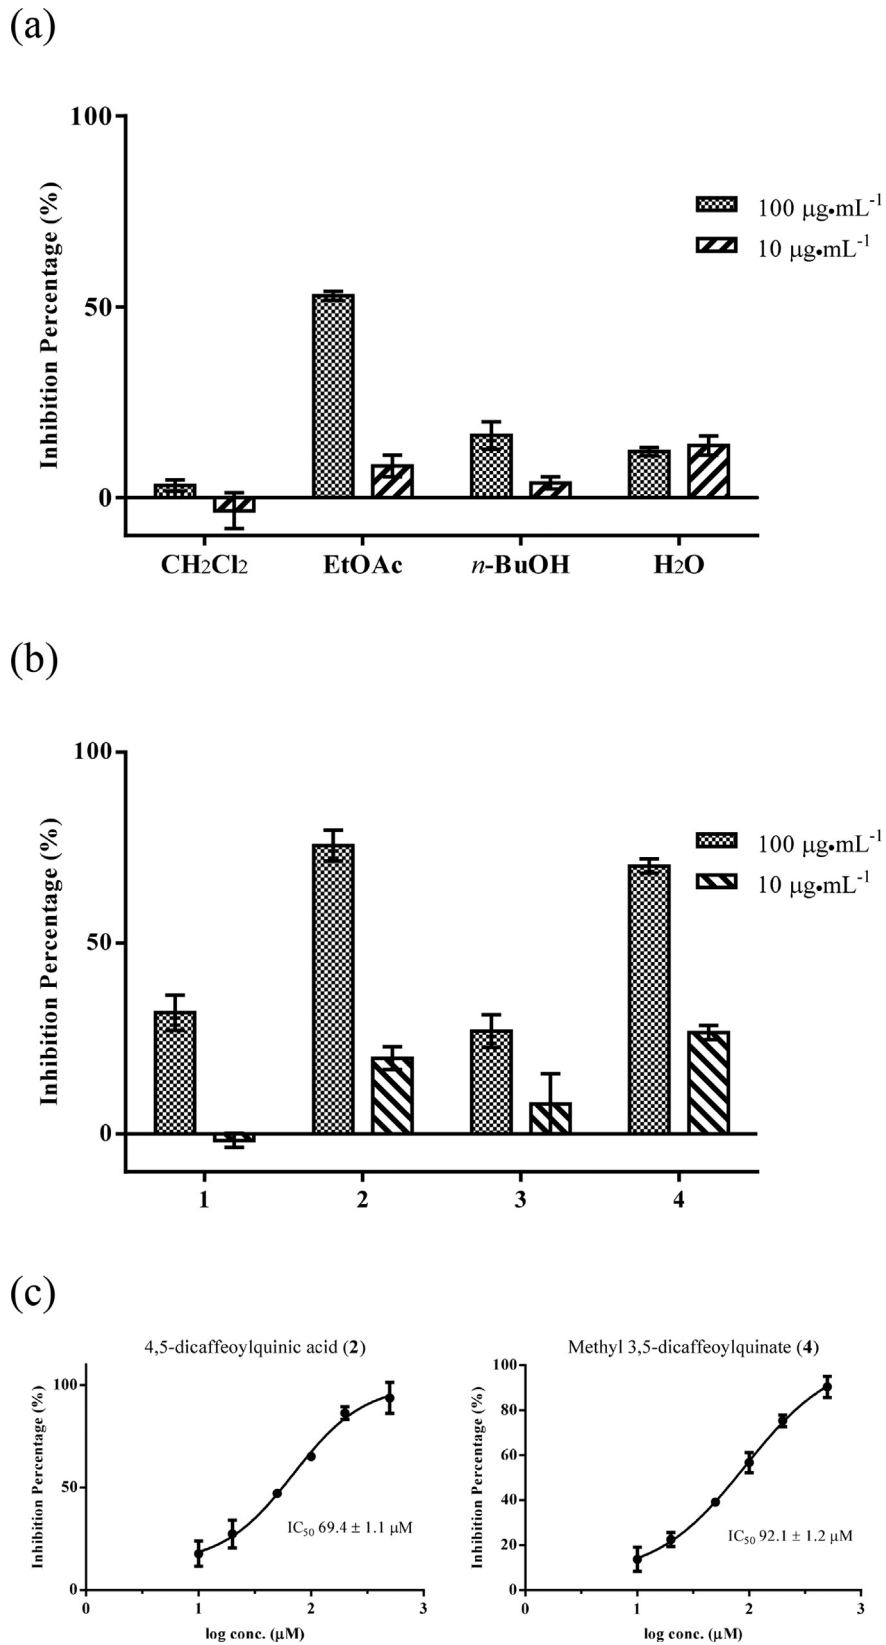 (a)
100
50
0
Inhibition Percentage (%)
100 μg•mL⁻¹
10 μg•mL⁻¹
CH₂Cl₂ EtOAc n-BuOH H₂O
(b)
100
50
0
Inhibition Percentage (%)
100 μg•mL⁻¹
10 μg•mL⁻¹
1 2 3 4
(c)
4,5-dicaffeoylquinic acid (2)
100
50
0
Inhibition Percentage (%)
IC₅₀ 69.4 ± 1.1 μM
0 1 2 3
log conc. (μM)
Methyl 3,5-dicaffeoylquinate (4)
100
80
60
40
20
0
Inhibition Percentage (%)
IC₅₀ 92.1 ± 1.2 μM
0 1 2 3
log conc. (μM)